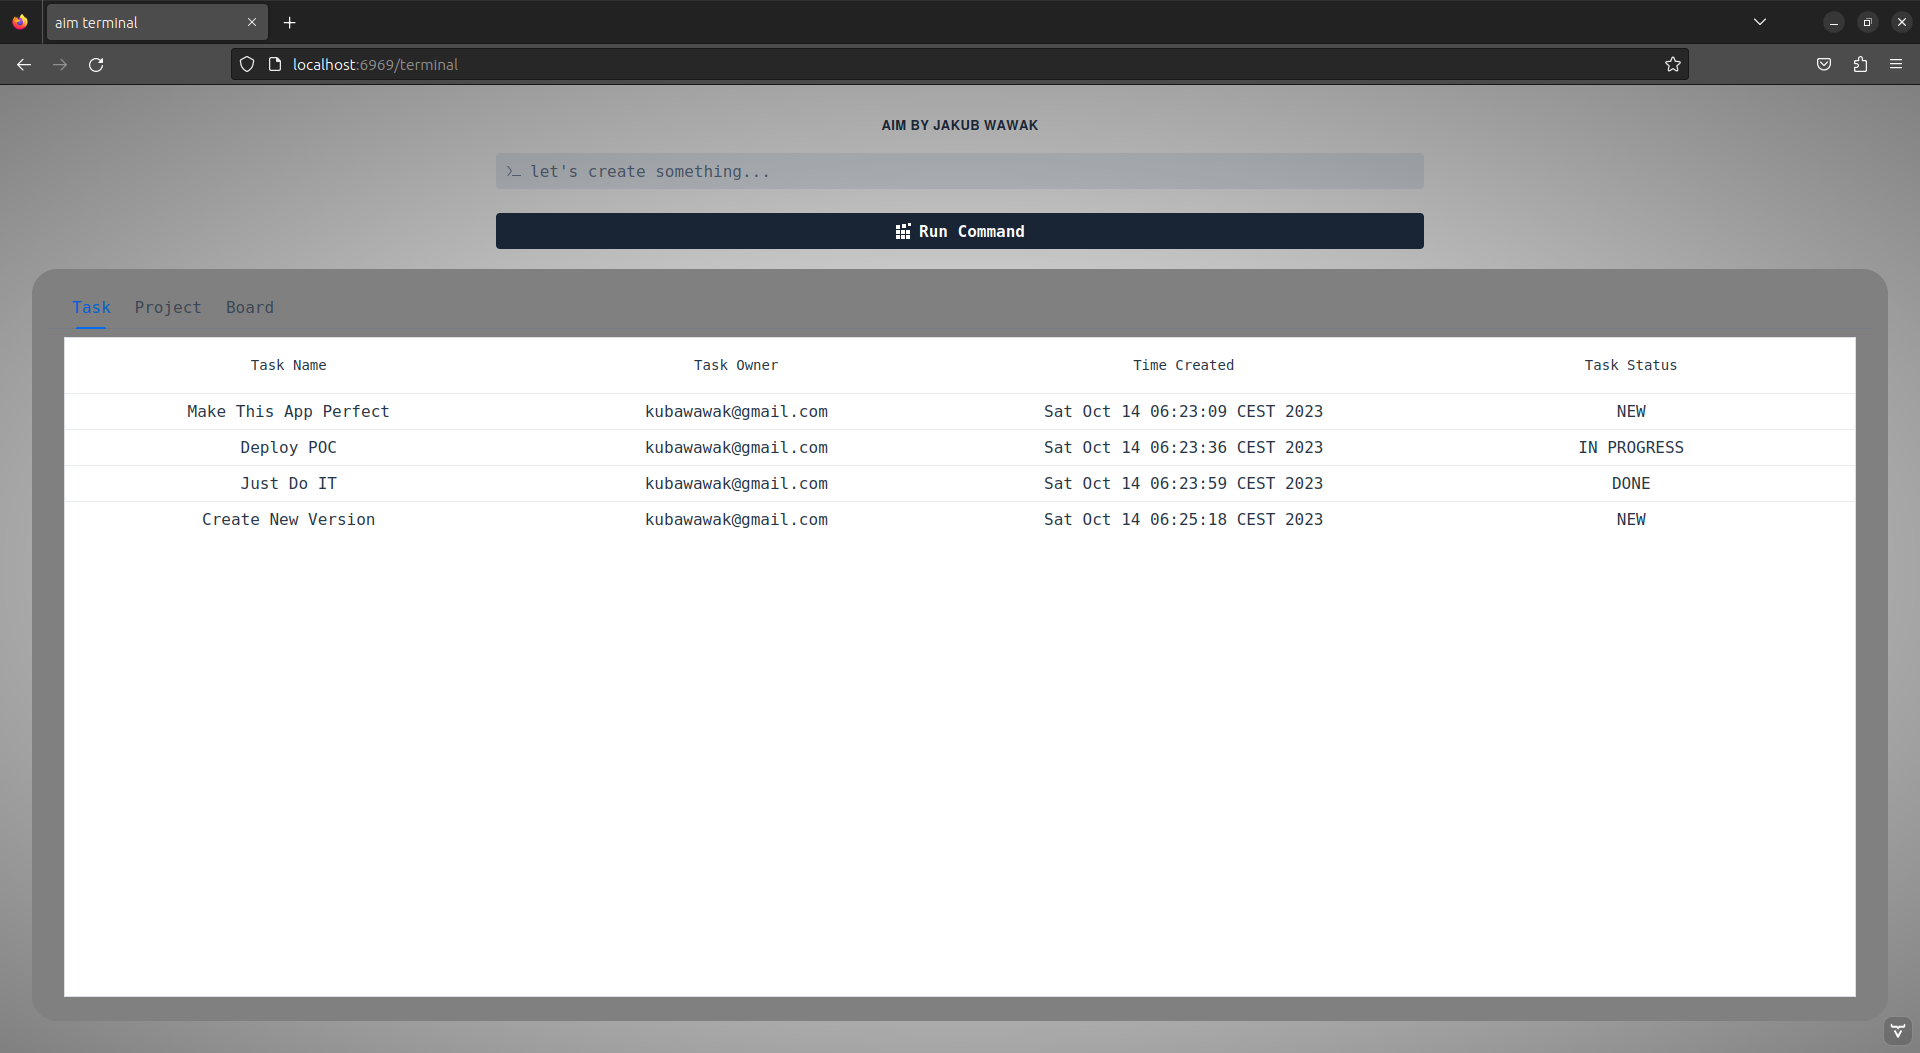 aim terminal
localhost:6969/terminal
AIM BY JAKUB WAWAK
let's create something...
Run Command
Task Project Board
Task Name Task Owner Time Created Task Status
Make This App Perfect kubawawak@gmail.com Sat Oct 14 06:23:09 CEST 2023 NEW
Deploy POC kubawawak@gmail.com Sat Oct 14 06:23:36 CEST 2023 IN PROGRESS
Just Do IT kubawawak@gmail.com Sat Oct 14 06:23:59 CEST 2023 DONE
Create New Version kubawawak@gmail.com Sat Oct 14 06:25:18 CEST 2023 NEW